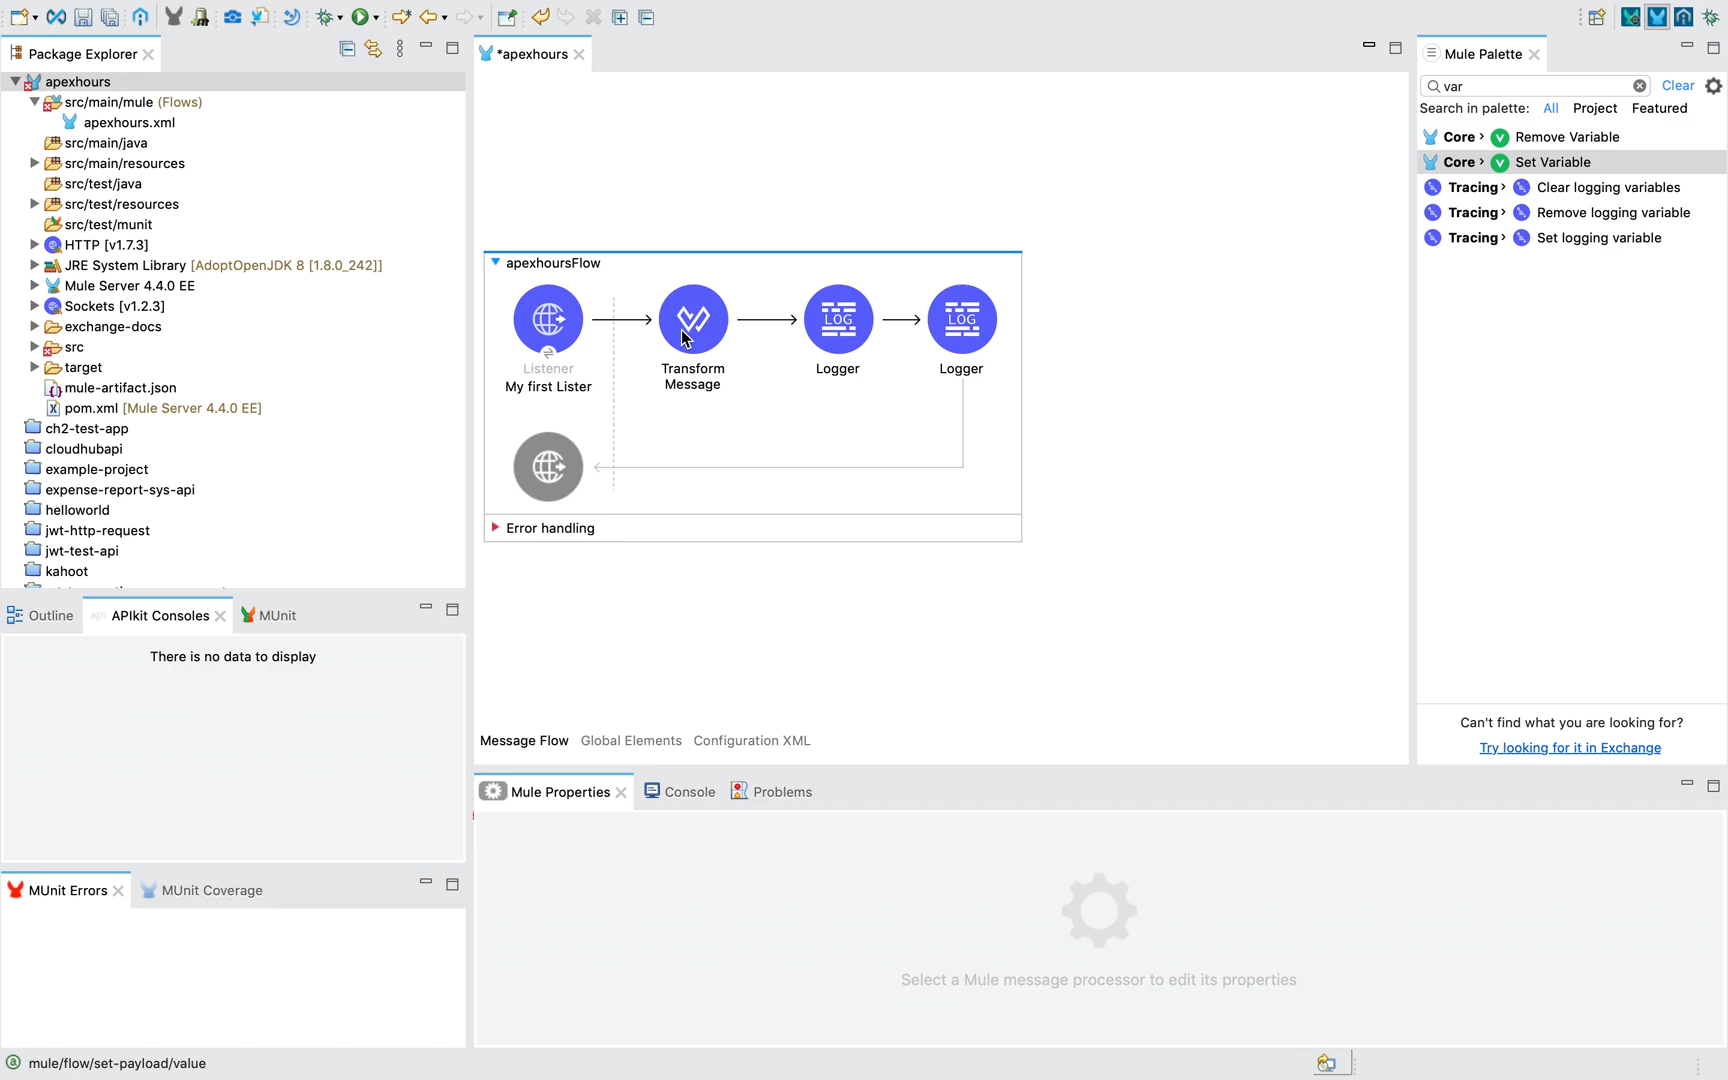 Package Explorer
apexhours
src/main/mule (Flows)
apexhours.xml
src/main/java
src/main/resources
src/test/java
src/test/resources
src/test/munit
HTTP [v1.7.3]
JRE System Library [AdoptOpenJDK 8 [1.8.0_242]]
Mule Server 4.4.0 EE
Sockets [v1.2.3]
exchange-docs
src
target
mule-artifact.json
pom.xml [Mule Server 4.4.0 EE]
ch2-test-app
cloudhubapi
example-project
expense-report-sys-api
helloworld
jwt-http-request
jwt-test-api
kahoot
Outline
api APIkit Consoles
MUnit
There is no data to display
MUnit Errors
MUnit Coverage
mule/flow/set-payload/value
*apexhours
apexhoursFlow
LOG
LOG
Listener
My first Lister
Transform
Message
Logger
Logger
Error handling
Message Flow
Global Elements
Configuration XML
Mule Properties
Console
Problems
Select a Mule message processor to edit its properties
Mule Palette
var
Clear
Search in palette: All Project Featured
Core > Remove Variable
Core > Set Variable
Tracing > Clear logging variables
Tracing > Remove logging variable
Tracing > Set logging variable
Can't find what you are looking for?
Try looking for it in Exchange